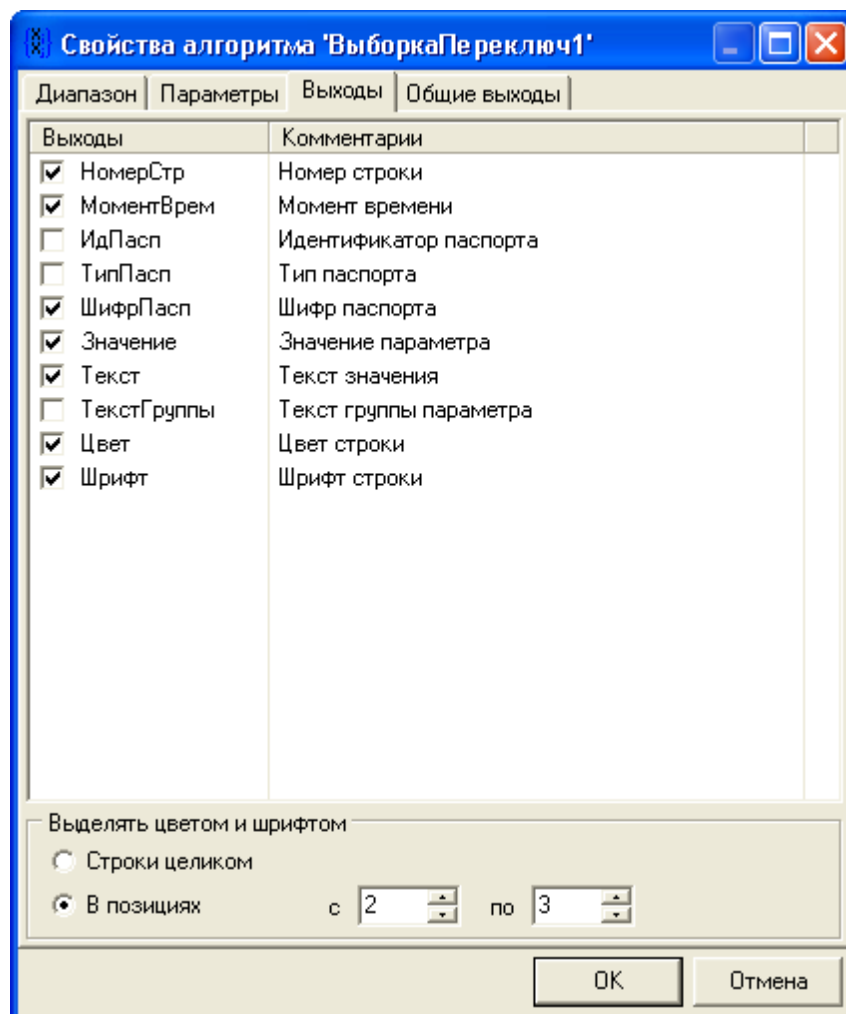 Свойства алгоритма 'ВыборкаПереключ1'
Диапазон Параметры Выходы Общие выходы
Выходы Комментарии
НомерСтр Номер строки
МоментВрем Момент времени
ИдПасп Идентификатор паспорта
ТипПасп Тип паспорта
ШифрПасп Шифр паспорта
Значение Значение параметра
Текст Текст значения
ТекстГруппы Текст группы параметра
Цвет Цвет строки
Шрифт Шрифт строки
Выделять цветом и шрифтом
Строки целиком
В позициях с 2 по 3
OK Отмена